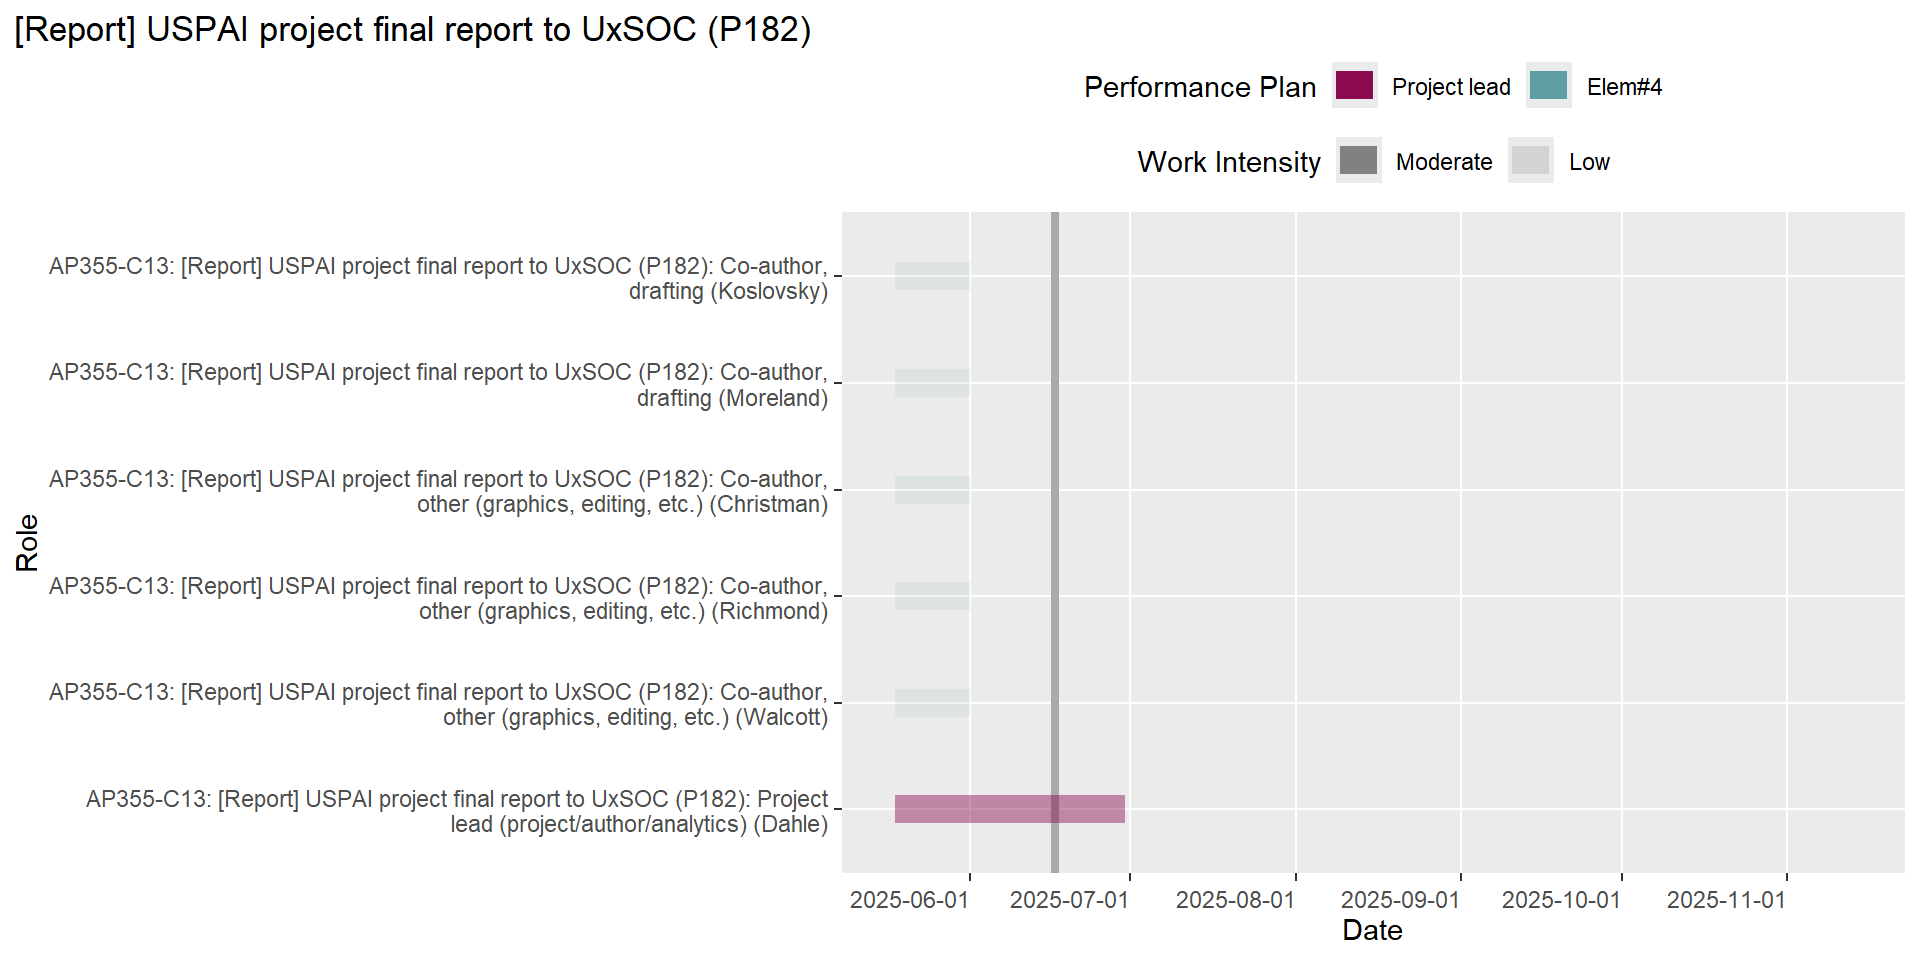 [Report] USPAI project final report to UxSOC (P182)
Performance Plan Project lead Elem#4
Work Intensity Moderate Low
AP355-C13: [Report] USPAI project final report to UxSOC (P182): Co-author,
drafting (Koslovsky)
AP355-C13: [Report] USPAI project final report to UxSOC (P182): Co-author,
drafting (Moreland)
AP355-C13: [Report] USPAI project final report to UxSOC (P182): Co-author,
other (graphics, editing, etc.) (Christman)
AP355-C13: [Report] USPAI project final report to UxSOC (P182): Co-author,
other (graphics, editing, etc.) (Richmond)
AP355-C13: [Report] USPAI project final report to UxSOC (P182): Co-author,
other (graphics, editing, etc.) (Walcott)
AP355-C13: [Report] USPAI project final report to UxSOC (P182): Project
lead (project/author/analytics) (Dahle)
Role
2025-06-01 2025-07-01 2025-08-01 2025-09-01 2025-10-01 2025-11-01
Date